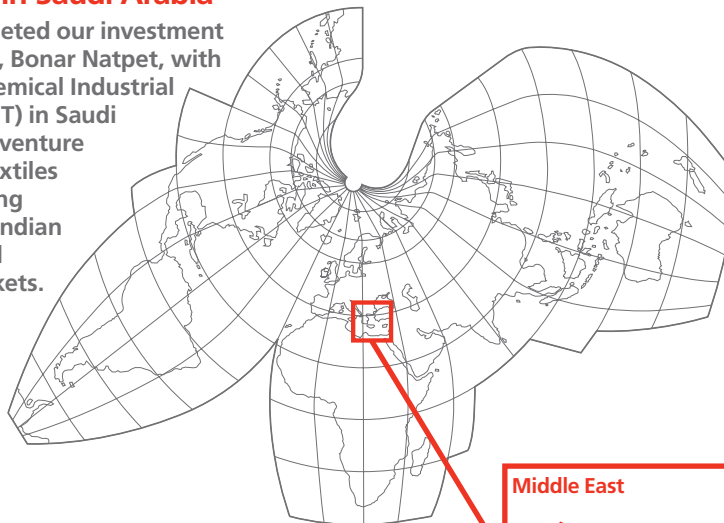 in Saudi Arabia
eted our investment
, Bonar Natpet, with
emical Industrial
T) in Saudi
venture
xtiles
ng
ndian
kets.
Middle East